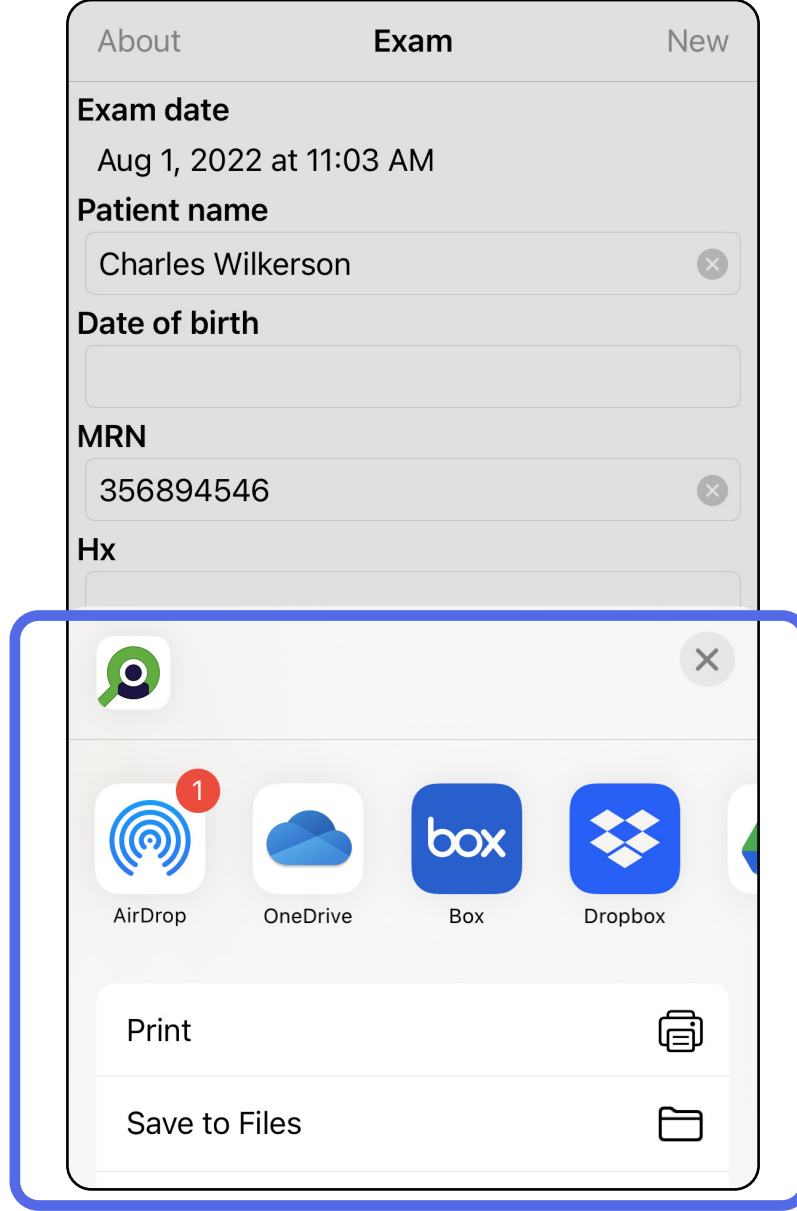 About Exam New
Exam date
Aug 1, 2022 at 11:03 AM
Patient name
Charles Wilkerson
Date of birth
MRN
356894546
Hx
1
box
AirDrop OneDrive Box Dropbox
Print
Save to Files